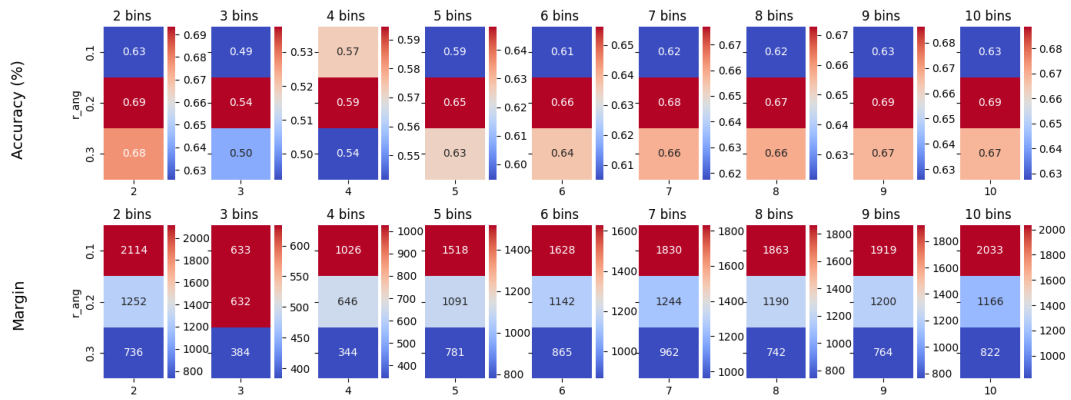 2 bins 3 bins 4 bins 5 bins 6 bins 7 bins 8 bins 9 bins 10 bins
Accuracy (%)
r_ang
0.1 0.2 0.3
0.63 0.49 0.57 0.59 0.61 0.62 0.62 0.63 0.63
0.69 0.54 0.59 0.65 0.66 0.68 0.67 0.69 0.69
0.68 0.50 0.54 0.63 0.64 0.66 0.66 0.67 0.67
0.69 0.68 0.67 0.66 0.65 0.64 0.63
0.53 0.52 0.51 0.50
0.59 0.58 0.57 0.56 0.55
0.64 0.63 0.62 0.61 0.60
0.65 0.64 0.63 0.62 0.61
0.67 0.66 0.65 0.64 0.63 0.62
0.67 0.66 0.65 0.64 0.63
0.68 0.67 0.66 0.65 0.64 0.63
0.68 0.67 0.66 0.65 0.64 0.63
2 3 4 5 6 7 8 9 10
2 bins 3 bins 4 bins 5 bins 6 bins 7 bins 8 bins 9 bins 10 bins
Margin
r_ang
0.1 0.2 0.3
2114 633 1026 1518 1628 1830 1863 1919 2033
1252 632 646 1091 1142 1244 1190 1200 1166
736 384 344 781 865 962 742 764 822
2000 1800 1600 1400 1200 1000 800
600 550 500 450 400
1000 900 800 700 600 500 400
1400 1200 1000 800
1600 1400 1200 1000
1800 1600 1400 1200 1000
1800 1600 1400 1200 1000 800
1800 1600 1400 1200 1000 800
2000 1800 1600 1400 1200 1000
2 3 4 5 6 7 8 9 10